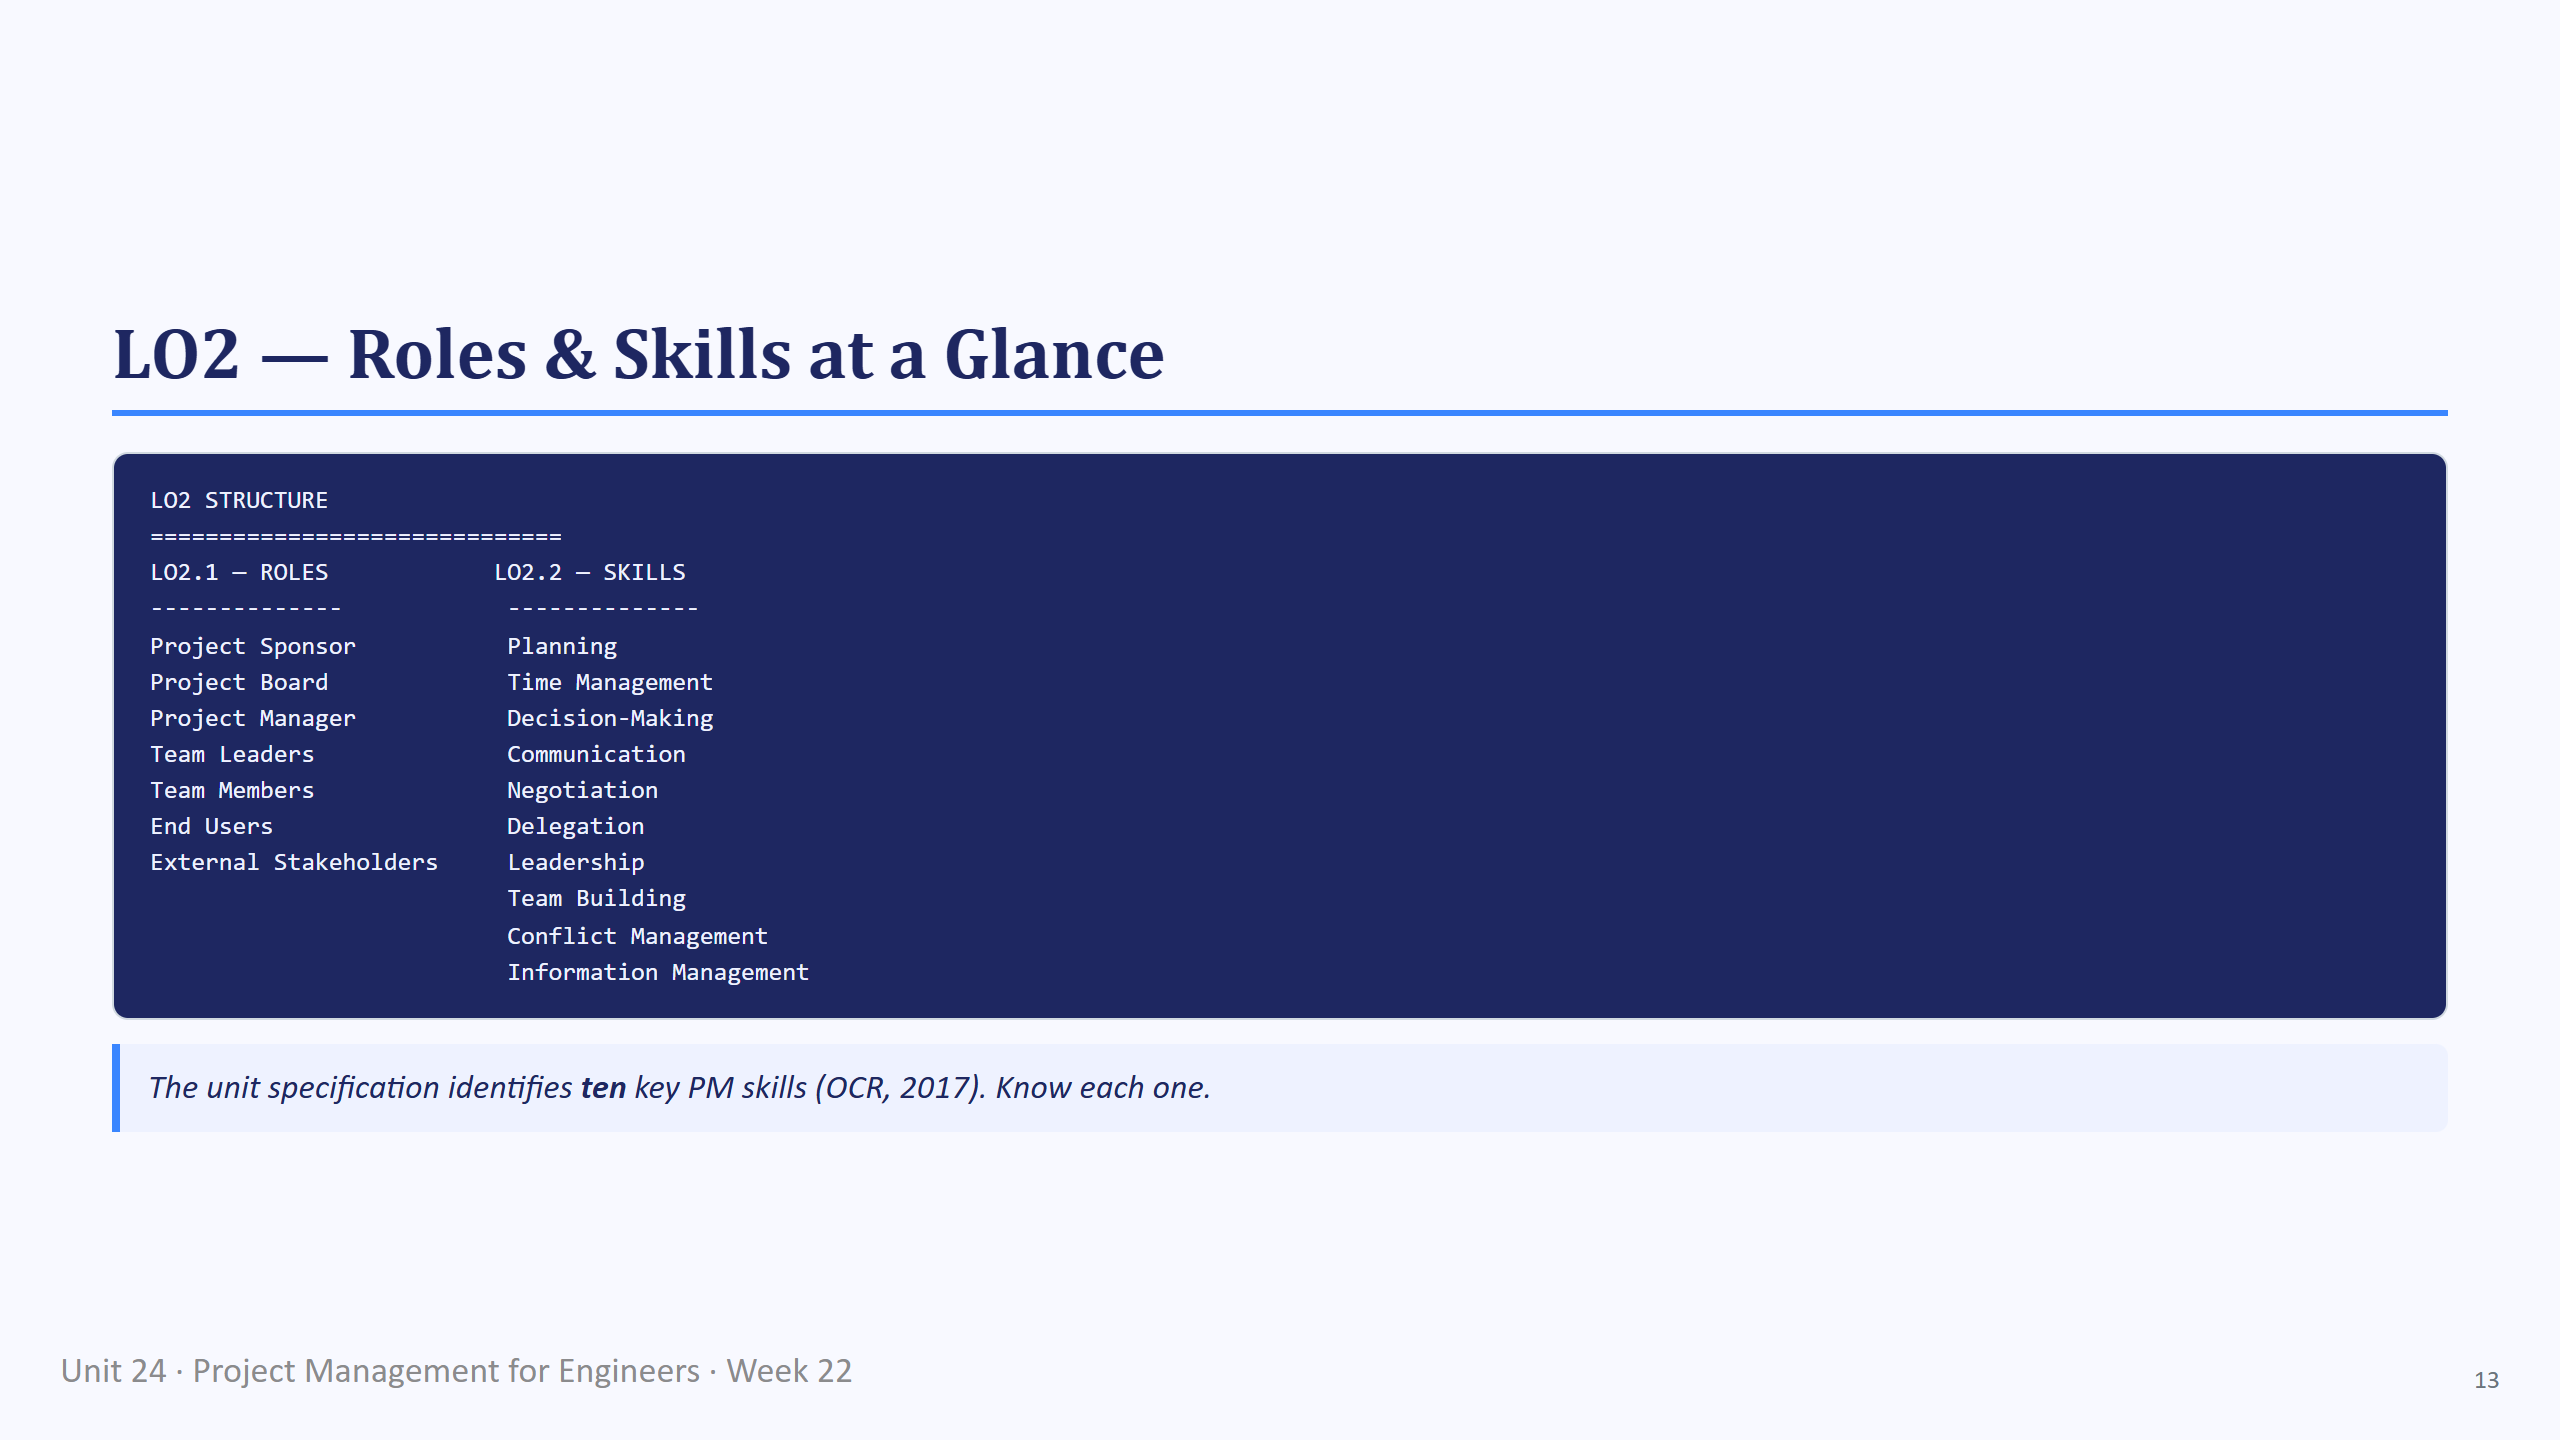 LO2 — Roles & Skills at a Glance
LO2 STRUCTURE
==============================
LO2.1 — ROLES            LO2.2 — SKILLS
--------------            --------------
Project Sponsor           Planning
Project Board             Time Management
Project Manager           Decision-Making
Team Leaders              Communication
Team Members              Negotiation
End Users                 Delegation
External Stakeholders     Leadership
                          Team Building
                          Conflict Management
                          Information Management
The unit specification identifies ten key PM skills (OCR, 2017). Know each one.
Unit 24 · Project Management for Engineers · Week 22
13